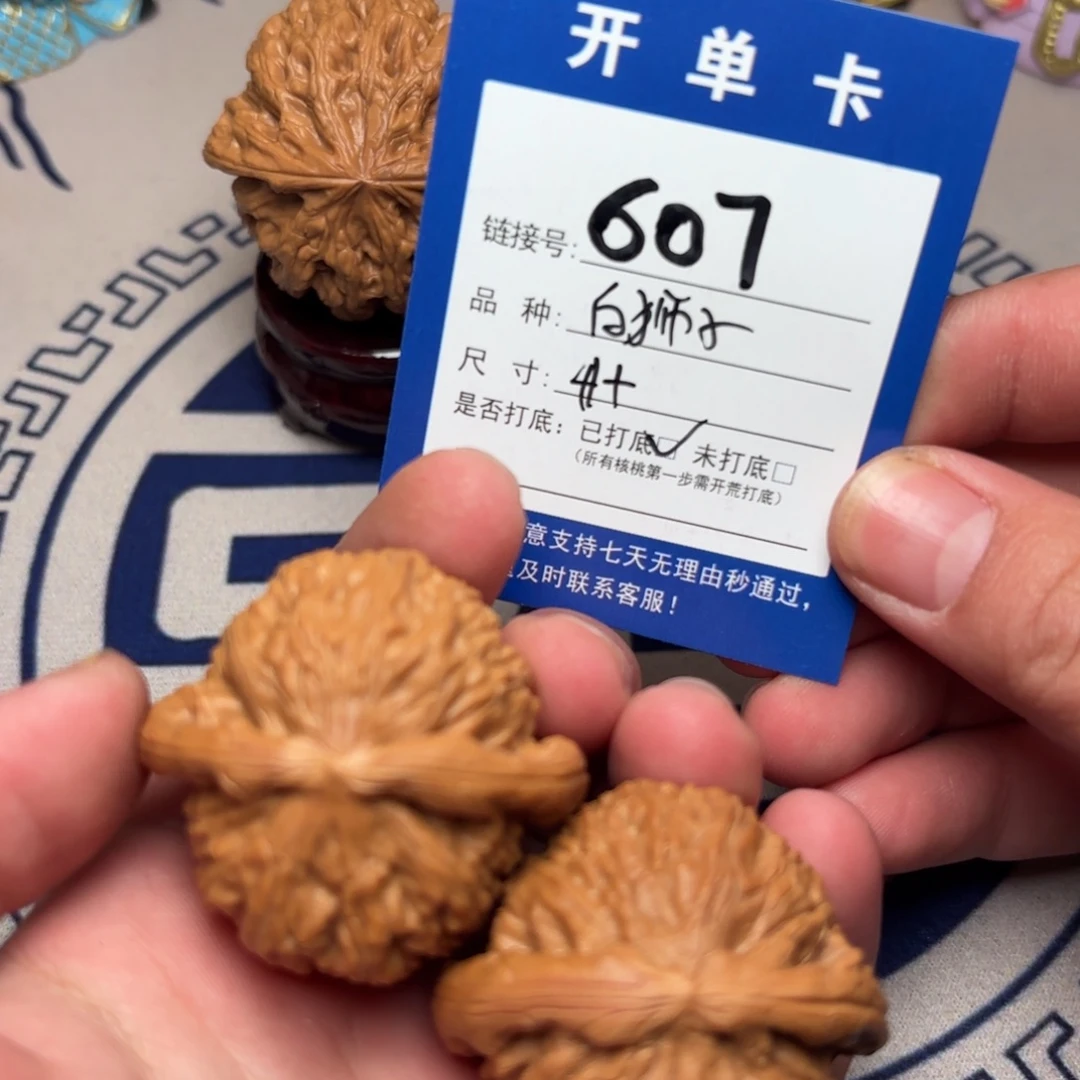 开单卡
链接号: 607
品 种: 白狮子
尺 寸:
是否打底: 已打底☑ 未打底□
(所有核桃第一步需开荒打底)
意支持七天无理由秒通过,
及时联系客服!